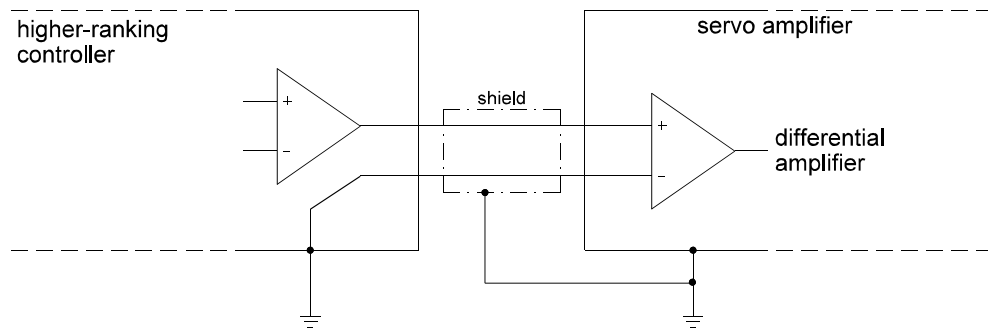 higher-ranking
controller
servo amplifier
shield
+
-
+
-
differential
amplifier